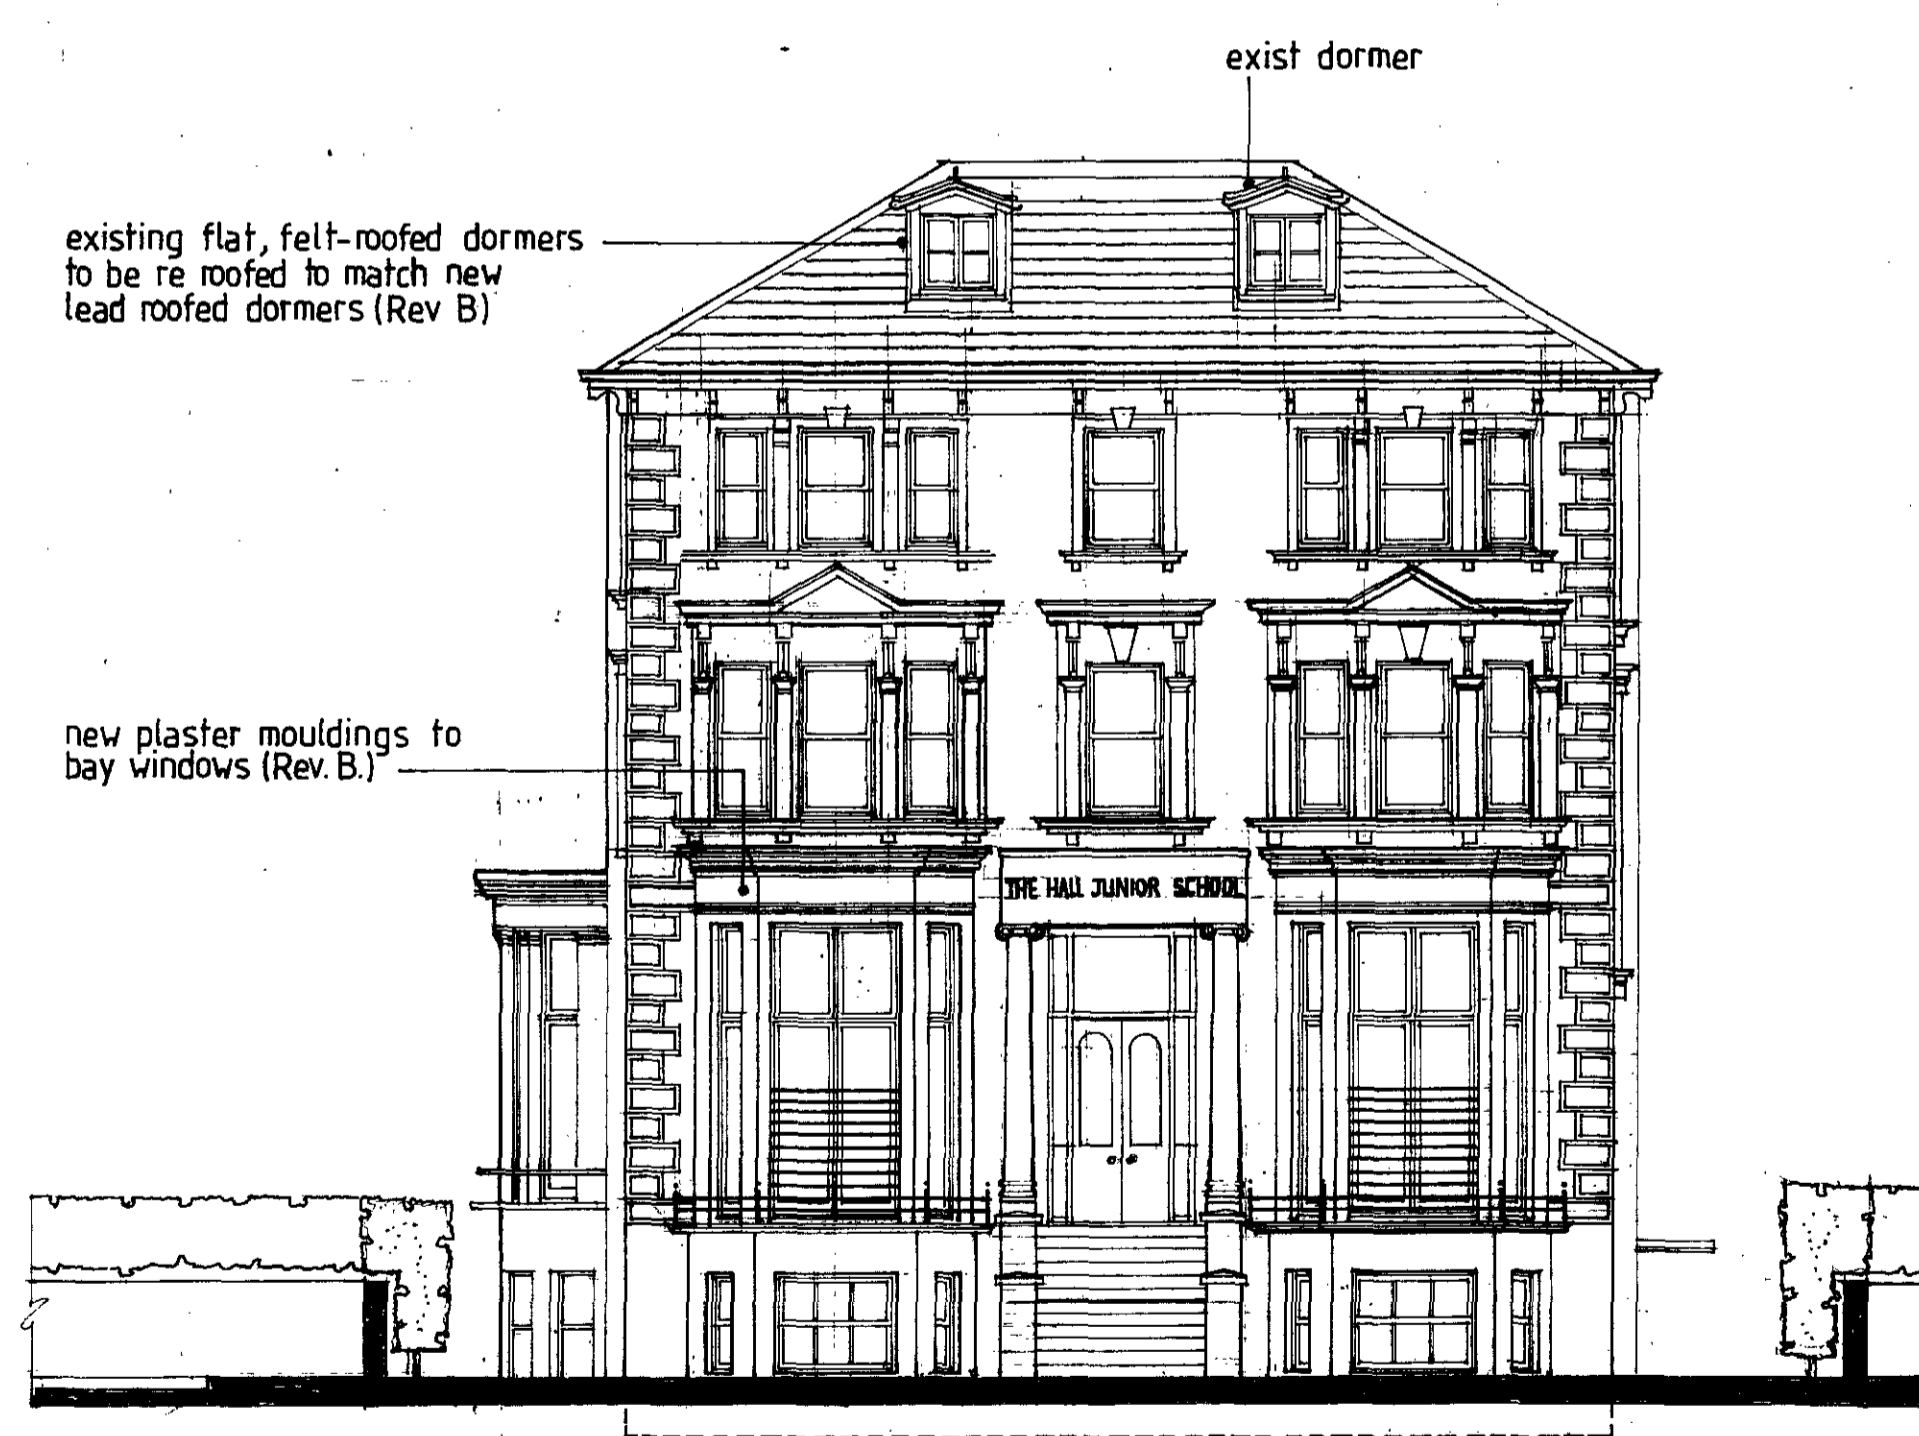 exist dormer
existing flat, felt-roofed dormers
to be re roofed to match new
lead roofed dormers (Rev B)
new plaster mouldings to
bay windows (Rev. B.)
THE HALL JUNIOR SCHOOL